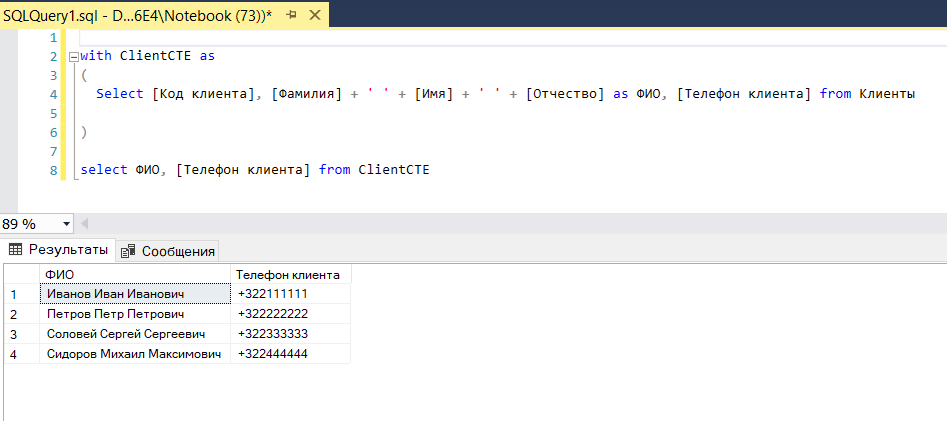 SQLQuery1.sql - D...6E4\Notebook (73))*
1
2 with ClientCTE as
3 (
4 Select [Код клиента], [Фамилия] + ' ' + [Имя] + ' ' + [Отчество] as ФИО, [Телефон клиента] from Клиенты
5
6 )
7
8 select ФИО, [Телефон клиента] from ClientCTE
89 %
Результаты Сообщения
ФИО Телефон клиента
1 Иванов Иван Иванович +322111111
2 Петров Петр Петрович +322222222
3 Соловей Сергей Сергеевич +322333333
4 Сидоров Михаил Максимович +322444444